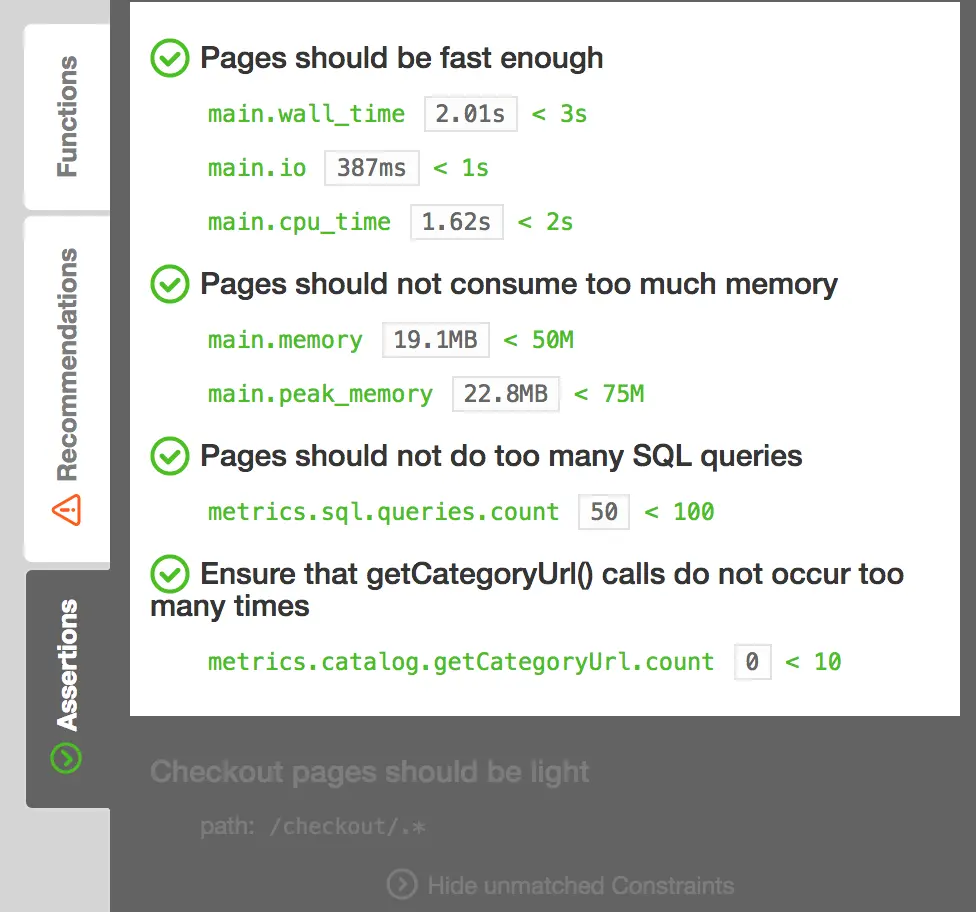 Functions
Recommendations
Assertions
Pages should be fast enough
main.wall_time 2.01s < 3s
main.io 387ms < 1s
main.cpu_time 1.62s < 2s
Pages should not consume too much memory
main.memory 19.1MB < 50M
main.peak_memory 22.8MB < 75M
Pages should not do too many SQL queries
metrics.sql.queries.count 50 < 100
Ensure that getCategoryUrl() calls do not occur too
many times
metrics.catalog.getCategoryUrl.count 0 < 10
Checkout pages should be light
path: /checkout/.*
Hide unmatched Constraints